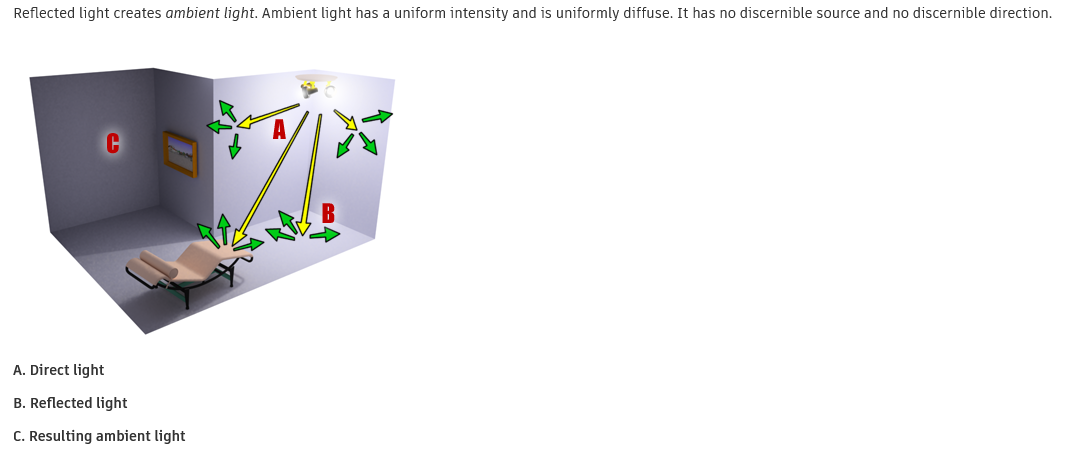 Reflected light creates ambient light. Ambient light has a uniform intensity and is uniformly diffuse. It has no discernible source and no discernible direction.
C
A
B
A. Direct light
B. Reflected light
C. Resulting ambient light